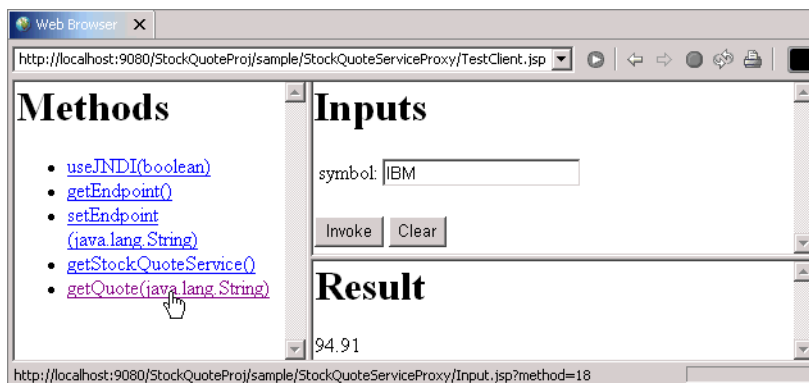 Web Browser X
http://localhost:9080/StockQuoteProj/sample/StockQuoteServiceProxy/TestClient.jsp
Methods
useJNDI(boolean)
getEndpoint()
setEndpoint
(java.lang.String)
getStockQuoteService()
getQuote(java.lang.String)
Inputs
symbol: IBM
Invoke Clear
Result
94.91
http://localhost:9080/StockQuoteProj/sample/StockQuoteServiceProxy/Input.jsp?method=18